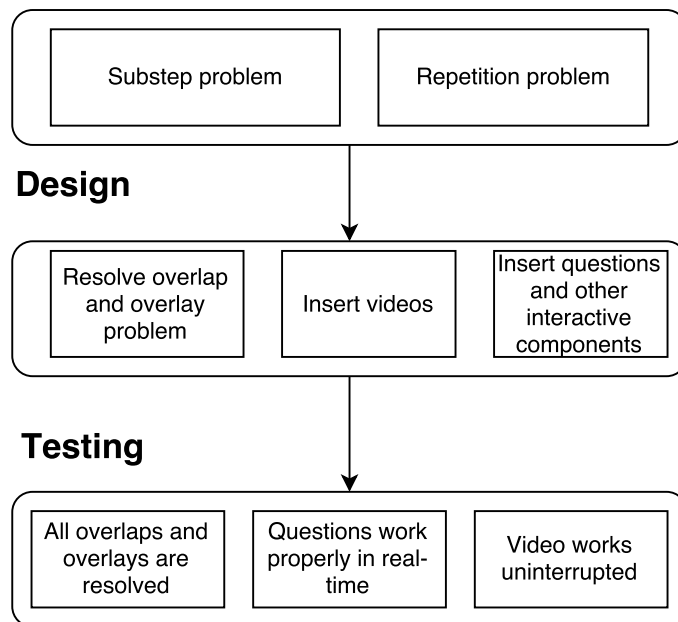 Substep problem
Repetition problem
Design
Resolve overlap
and overlay
problem
Insert videos
Insert questions
and other
interactive
components
Testing
All overlaps and
overlays are
resolved
Questions work
properly in real-
time
Video works
uninterrupted